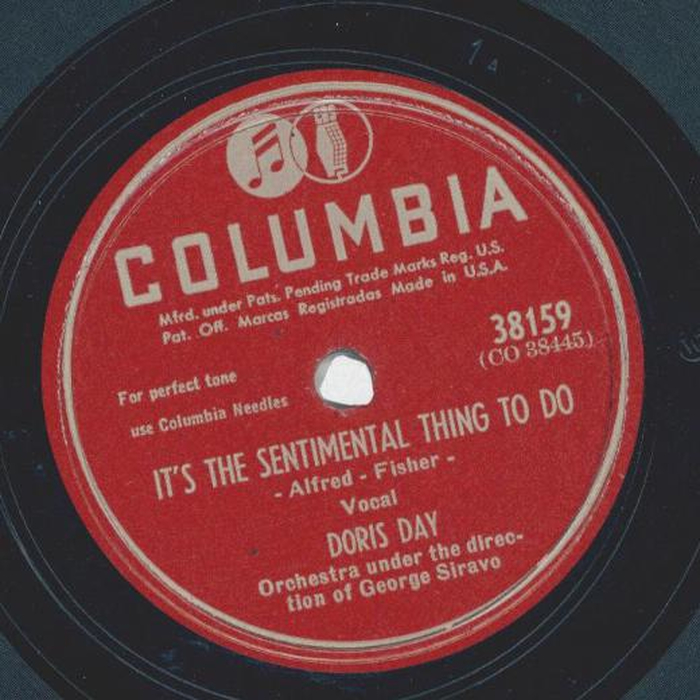 1A
COLUMBIA
Mfrd. under Pats. Pending Trade Marks Reg. U.S.
Pat. Off. Marcas Registradas Made in U.S.A.
38159
(CO 38445)
For perfect tone
use Columbia Needles
IT'S THE SENTIMENTAL THING TO DO
- Alfred - Fisher -
Vocal
DORIS DAY
Orchestra under the direc-
tion of George Siravo